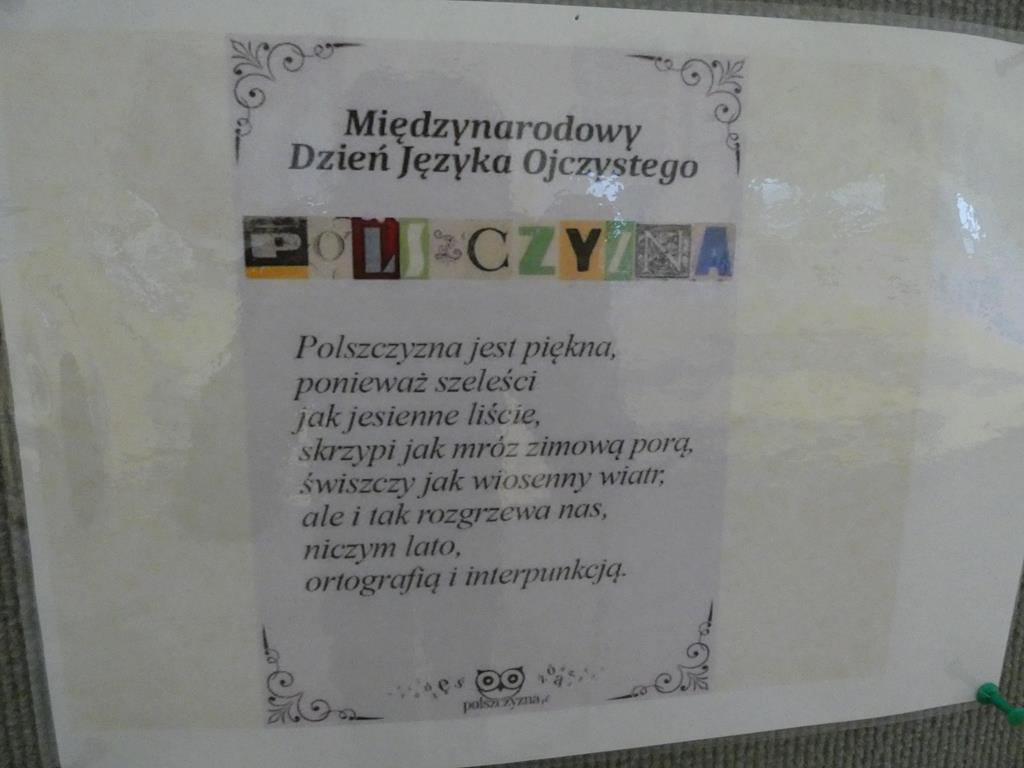 Międzynarodowy
Dzień Języka Ojczystego
POLSZCZYZNA
Polszczyzna jest piękna,
ponieważ szeleści
jak jesienne liście,
skrzypi jak mróz zimową porą,
świszczy jak wiosenny wiatr,
ale i tak rozgrzewa nas,
niczym lato,
ortografią i interpunkcją.
polszczyzna.pl